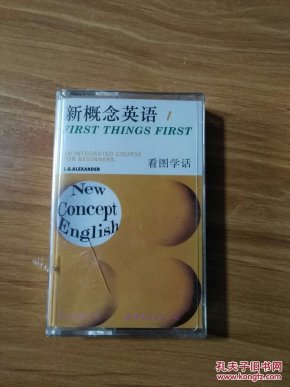 新概念英语 1
FIRST THINGS FIRST
AN INTEGRATED COURSE
FOR BEGINNERS
L.G.ALEXANDER
看图学话
New
Concept
English
孔夫子旧书网